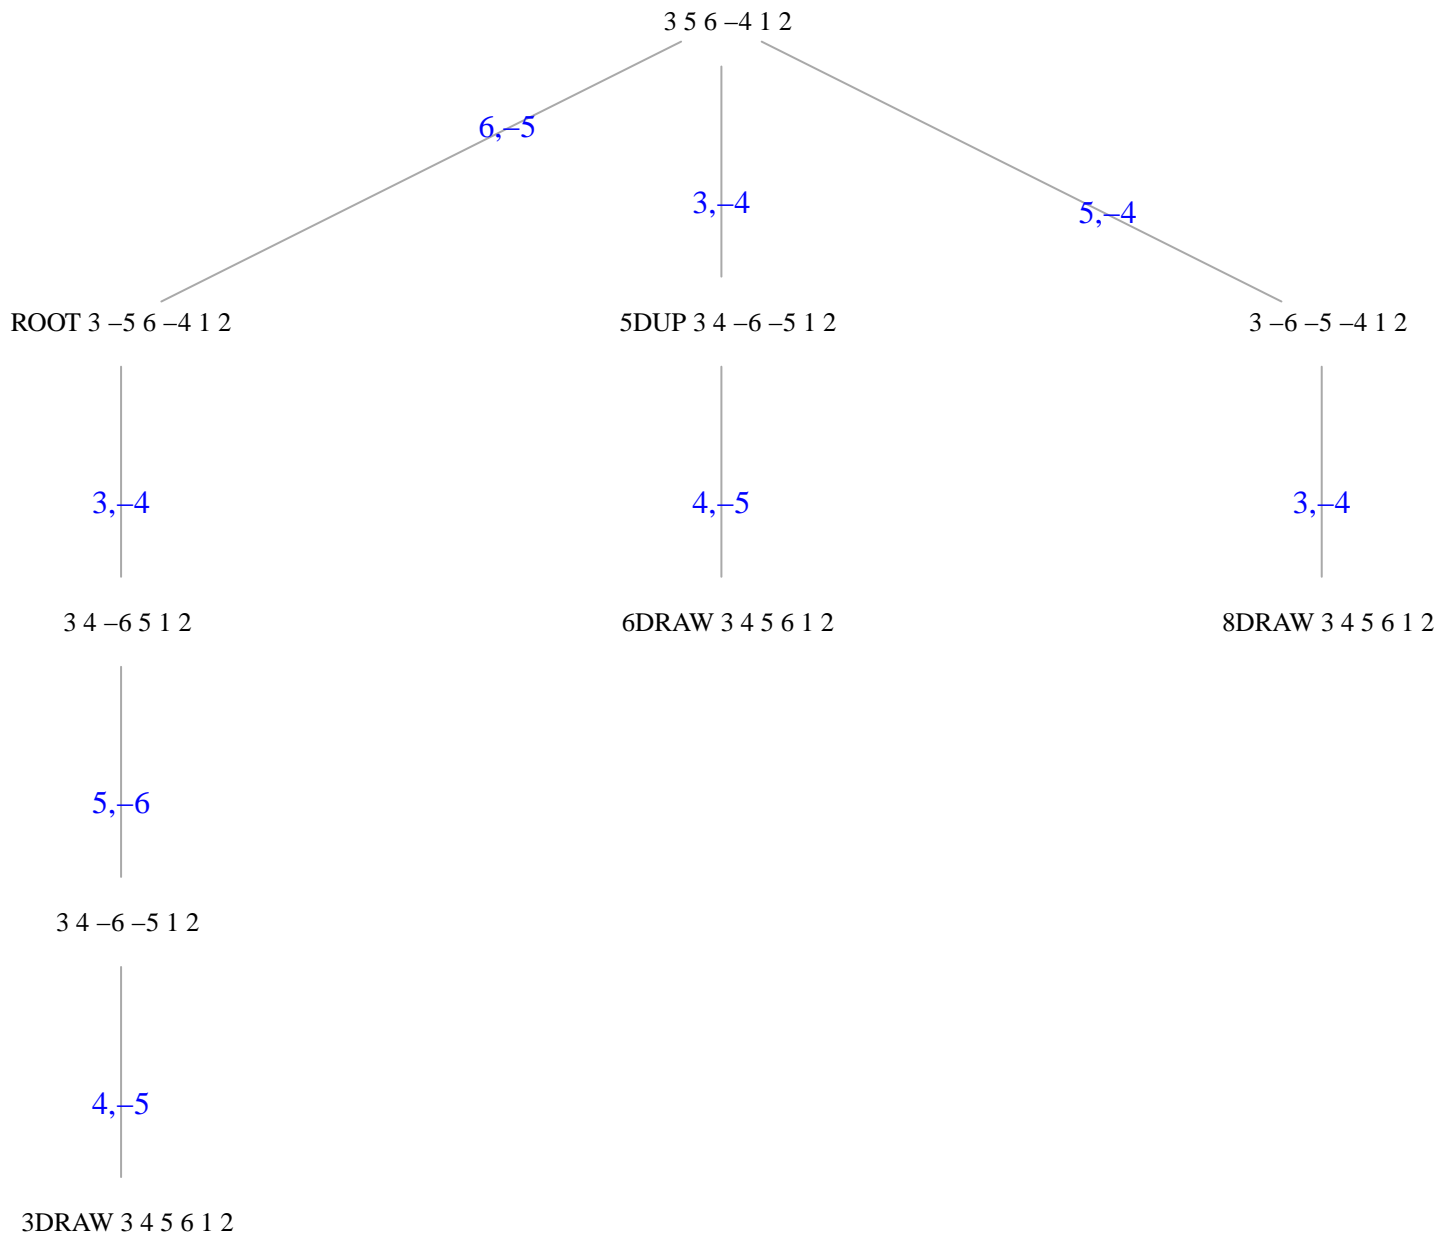 3 5 6 –4 1 2
6,–5
3,–4
5,–4
ROOT 3 –5 6 –4 1 2
5DUP 3 4 –6 –5 1 2
3 –6 –5 –4 1 2
3,–4
4,–5
3,–4
3 4 –6 5 1 2
6DRAW 3 4 5 6 1 2
8DRAW 3 4 5 6 1 2
5,–6
3 4 –6 –5 1 2
4,–5
3DRAW 3 4 5 6 1 2